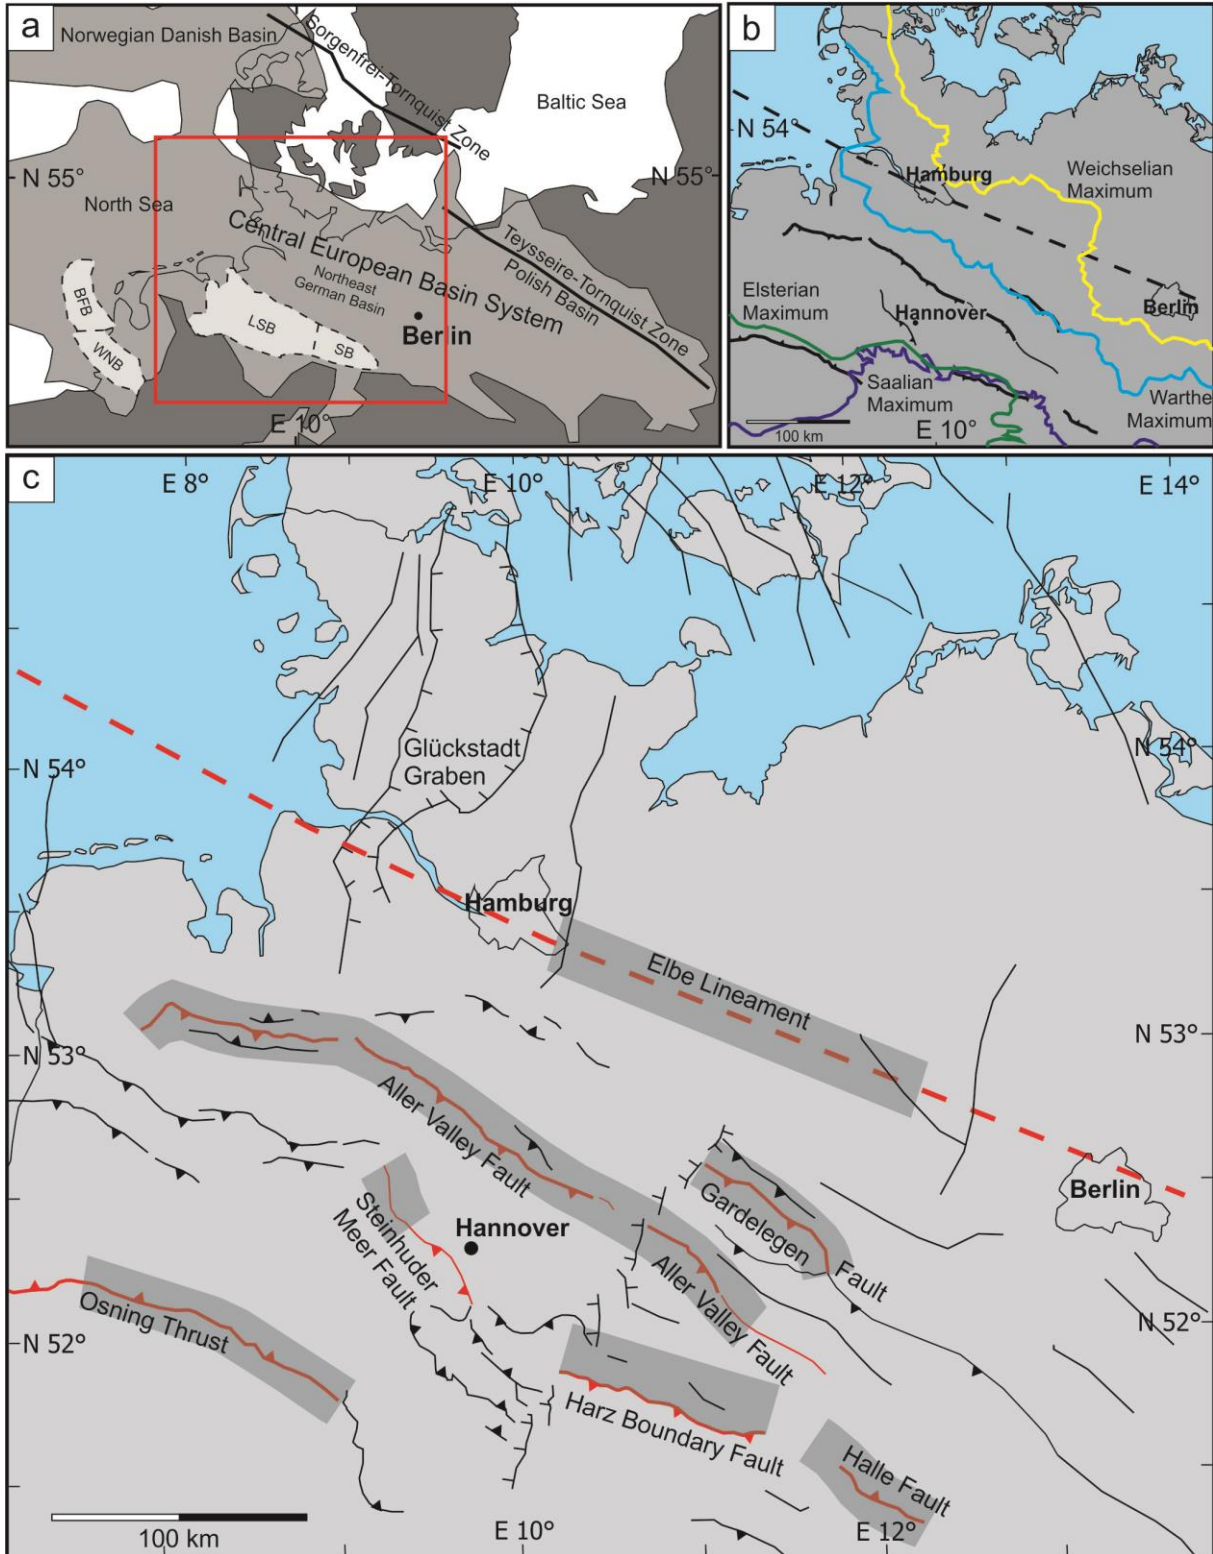 a
Norwegian Danish Basin
Sorgenfrei-Tornquist Zone
Baltic Sea
N 55°
N 55°
North Sea
Central European Basin System
Northeast
German Basin
Teysseire-Tornquist Zone
Polish Basin
BFB
WNB
LSB
SB
Berlin
E 10°
b
10°
N 54°
Hamburg
Weichselian
Maximum
Elsterian
Maximum
Hannover
Berlin
Saalian
Maximum
Warthe
Maximum
100 km
E 10°
c
E 8°
E 10°
E 12°
E 14°
Glückstadt
Graben
N 54°
N 54°
Hamburg
Elbe Lineament
N 53°
N 53°
Aller Valley Fault
Steinhuder
Meer Fault
Hannover
Gardelegen
Fault
Berlin
Aller Valley Fault
Osning Thrust
N 52°
N 52°
Harz Boundary Fault
Halle Fault
100 km
E 10°
E 12°